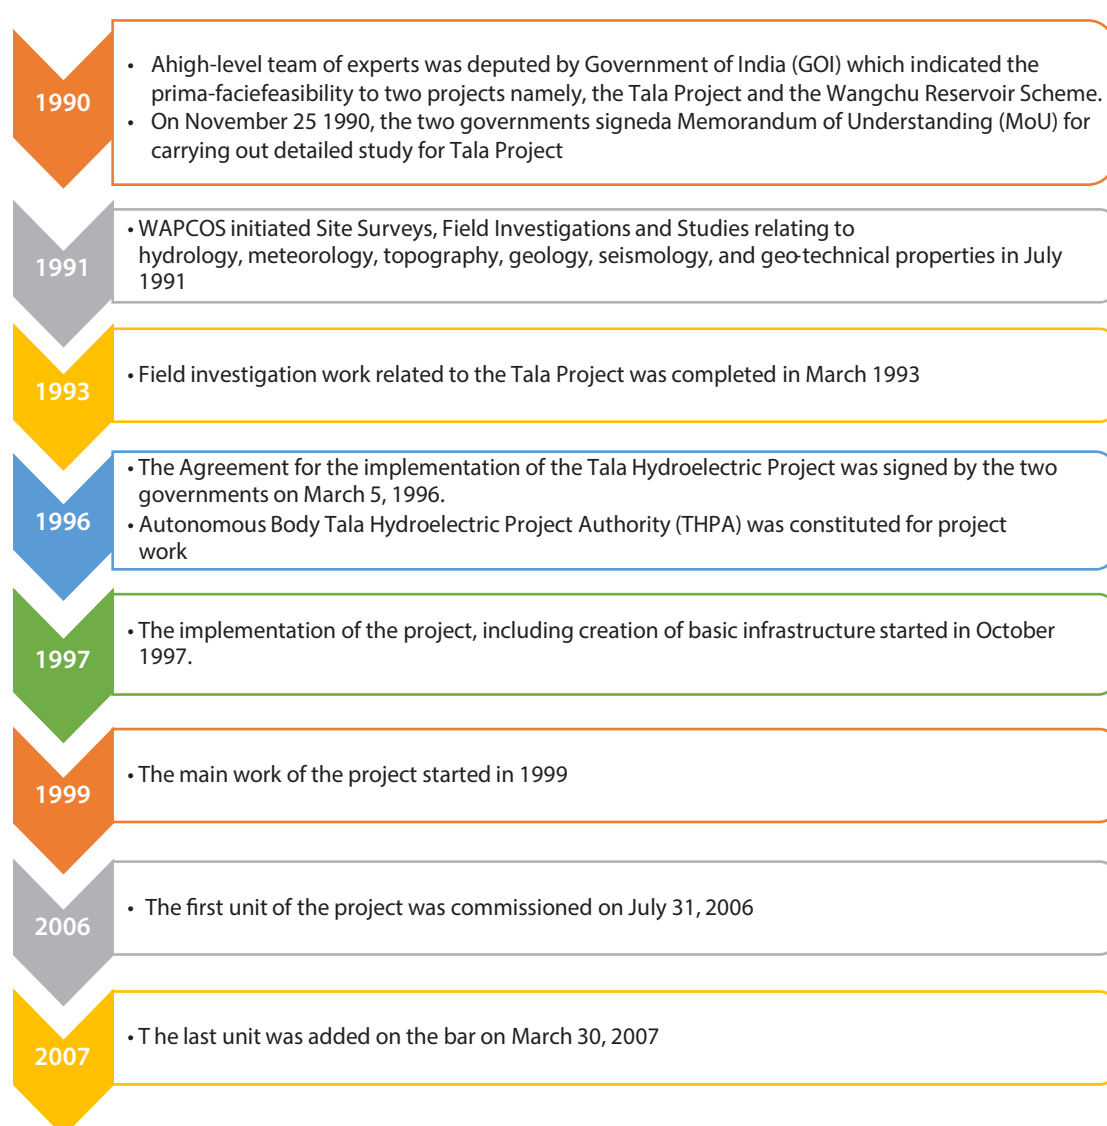 1990
• Ahigh-level team of experts was deputed by Government of India (GOI) which indicated the
prima-faciefeasibility to two projects namely, the Tala Project and the Wangchu Reservoir Scheme.
• On November 25 1990, the two governments signeda Memorandum of Understanding (MoU) for
carrying out detailed study for Tala Project
1991
• WAPCOS initiated Site Surveys, Field Investigations and Studies relating to
hydrology, meteorology, topography, geology, seismology, and geo-technical properties in July
1991
1993
• Field investigation work related to the Tala Project was completed in March 1993
1996
• The Agreement for the implementation of the Tala Hydroelectric Project was signed by the two
governments on March 5, 1996.
• Autonomous Body Tala Hydroelectric Project Authority (THPA) was constituted for project
work
1997
• The implementation of the project, including creation of basic infrastructure started in October
1997.
1999
• The main work of the project started in 1999
2006
• The first unit of the project was commissioned on July 31, 2006
2007
• T he last unit was added on the bar on March 30, 2007